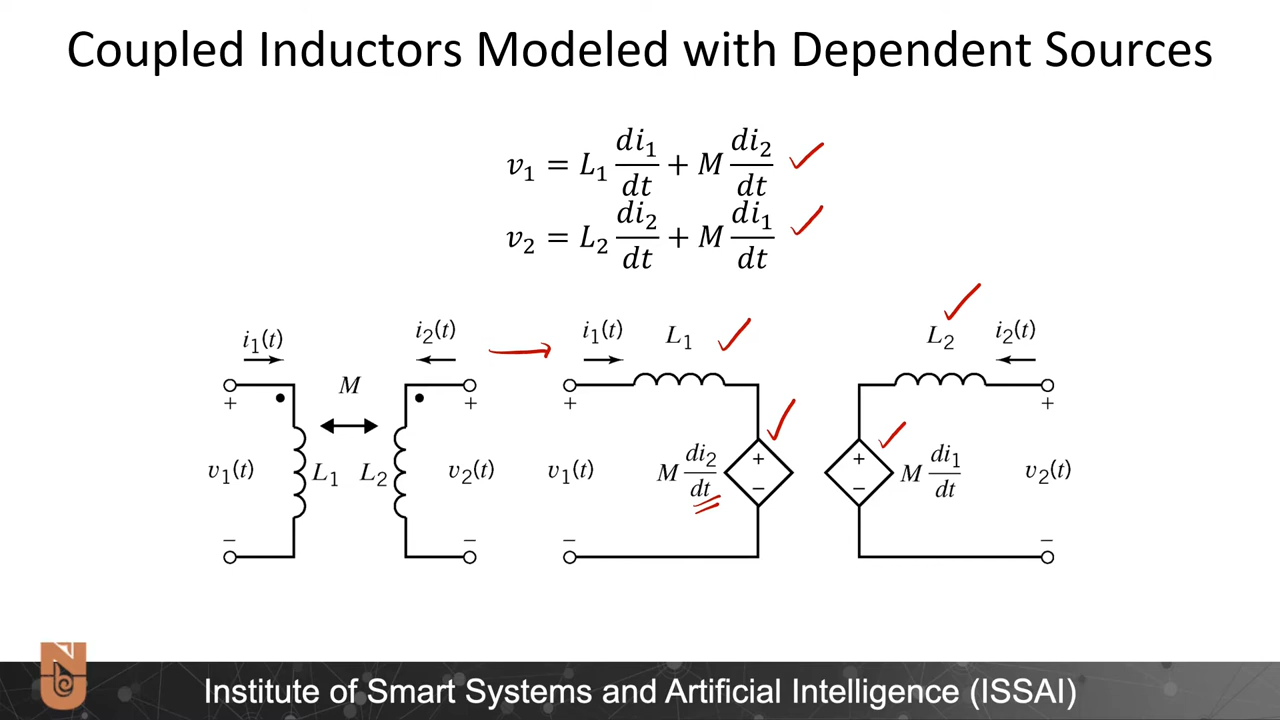 Coupled Inductors Modeled with Dependent Sources
v₁ = L₁ di₁/dt + M di₂/dt
v₂ = L₂ di₂/dt + M di₁/dt
i₁(t) i₂(t) i₁(t) L₁ L₂ i₂(t)
M
+ + + +
v₁(t) L₁ L₂ v₂(t) v₁(t) M di₂/dt + − + − M di₁/dt v₂(t)
− − − −
Institute of Smart Systems and Artificial Intelligence (ISSAI)